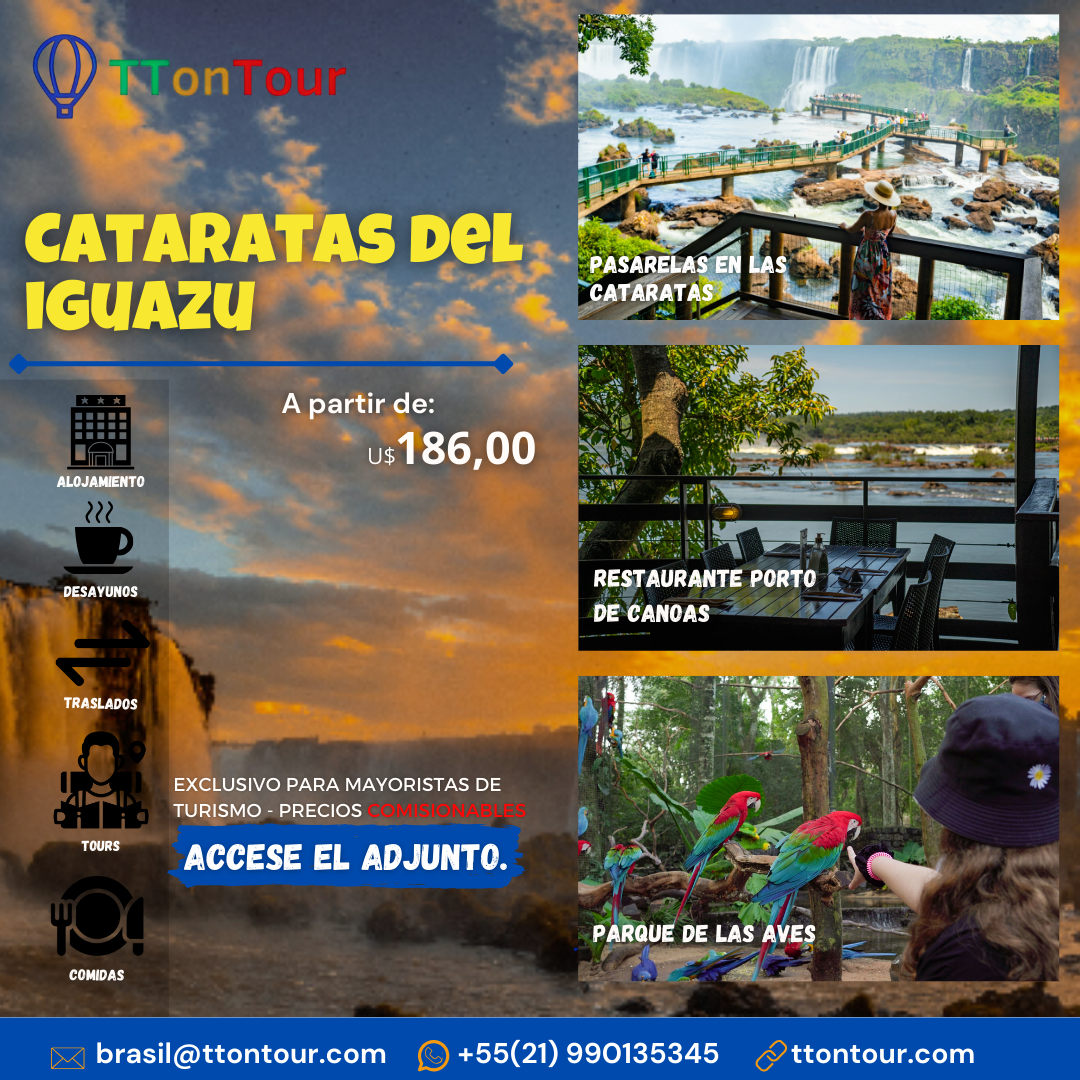 TTonTour
CATARATAS DEL
IGUAZU
A partir de:
U$186,00
ALOJAMIENTO
DESAYUNOS
TRASLADOS
TOURS
COMIDAS
EXCLUSIVO PARA MAYORISTAS DE
TURISMO - PRECIOS COMISIONABLES
ACCESE EL ADJUNTO.
PASARELAS EN LAS
CATARATAS
RESTAURANTE PORTO
DE CANOAS
PARQUE DE LAS AVES
brasil@ttontour.com
+55(21) 990135345
ttontour.com